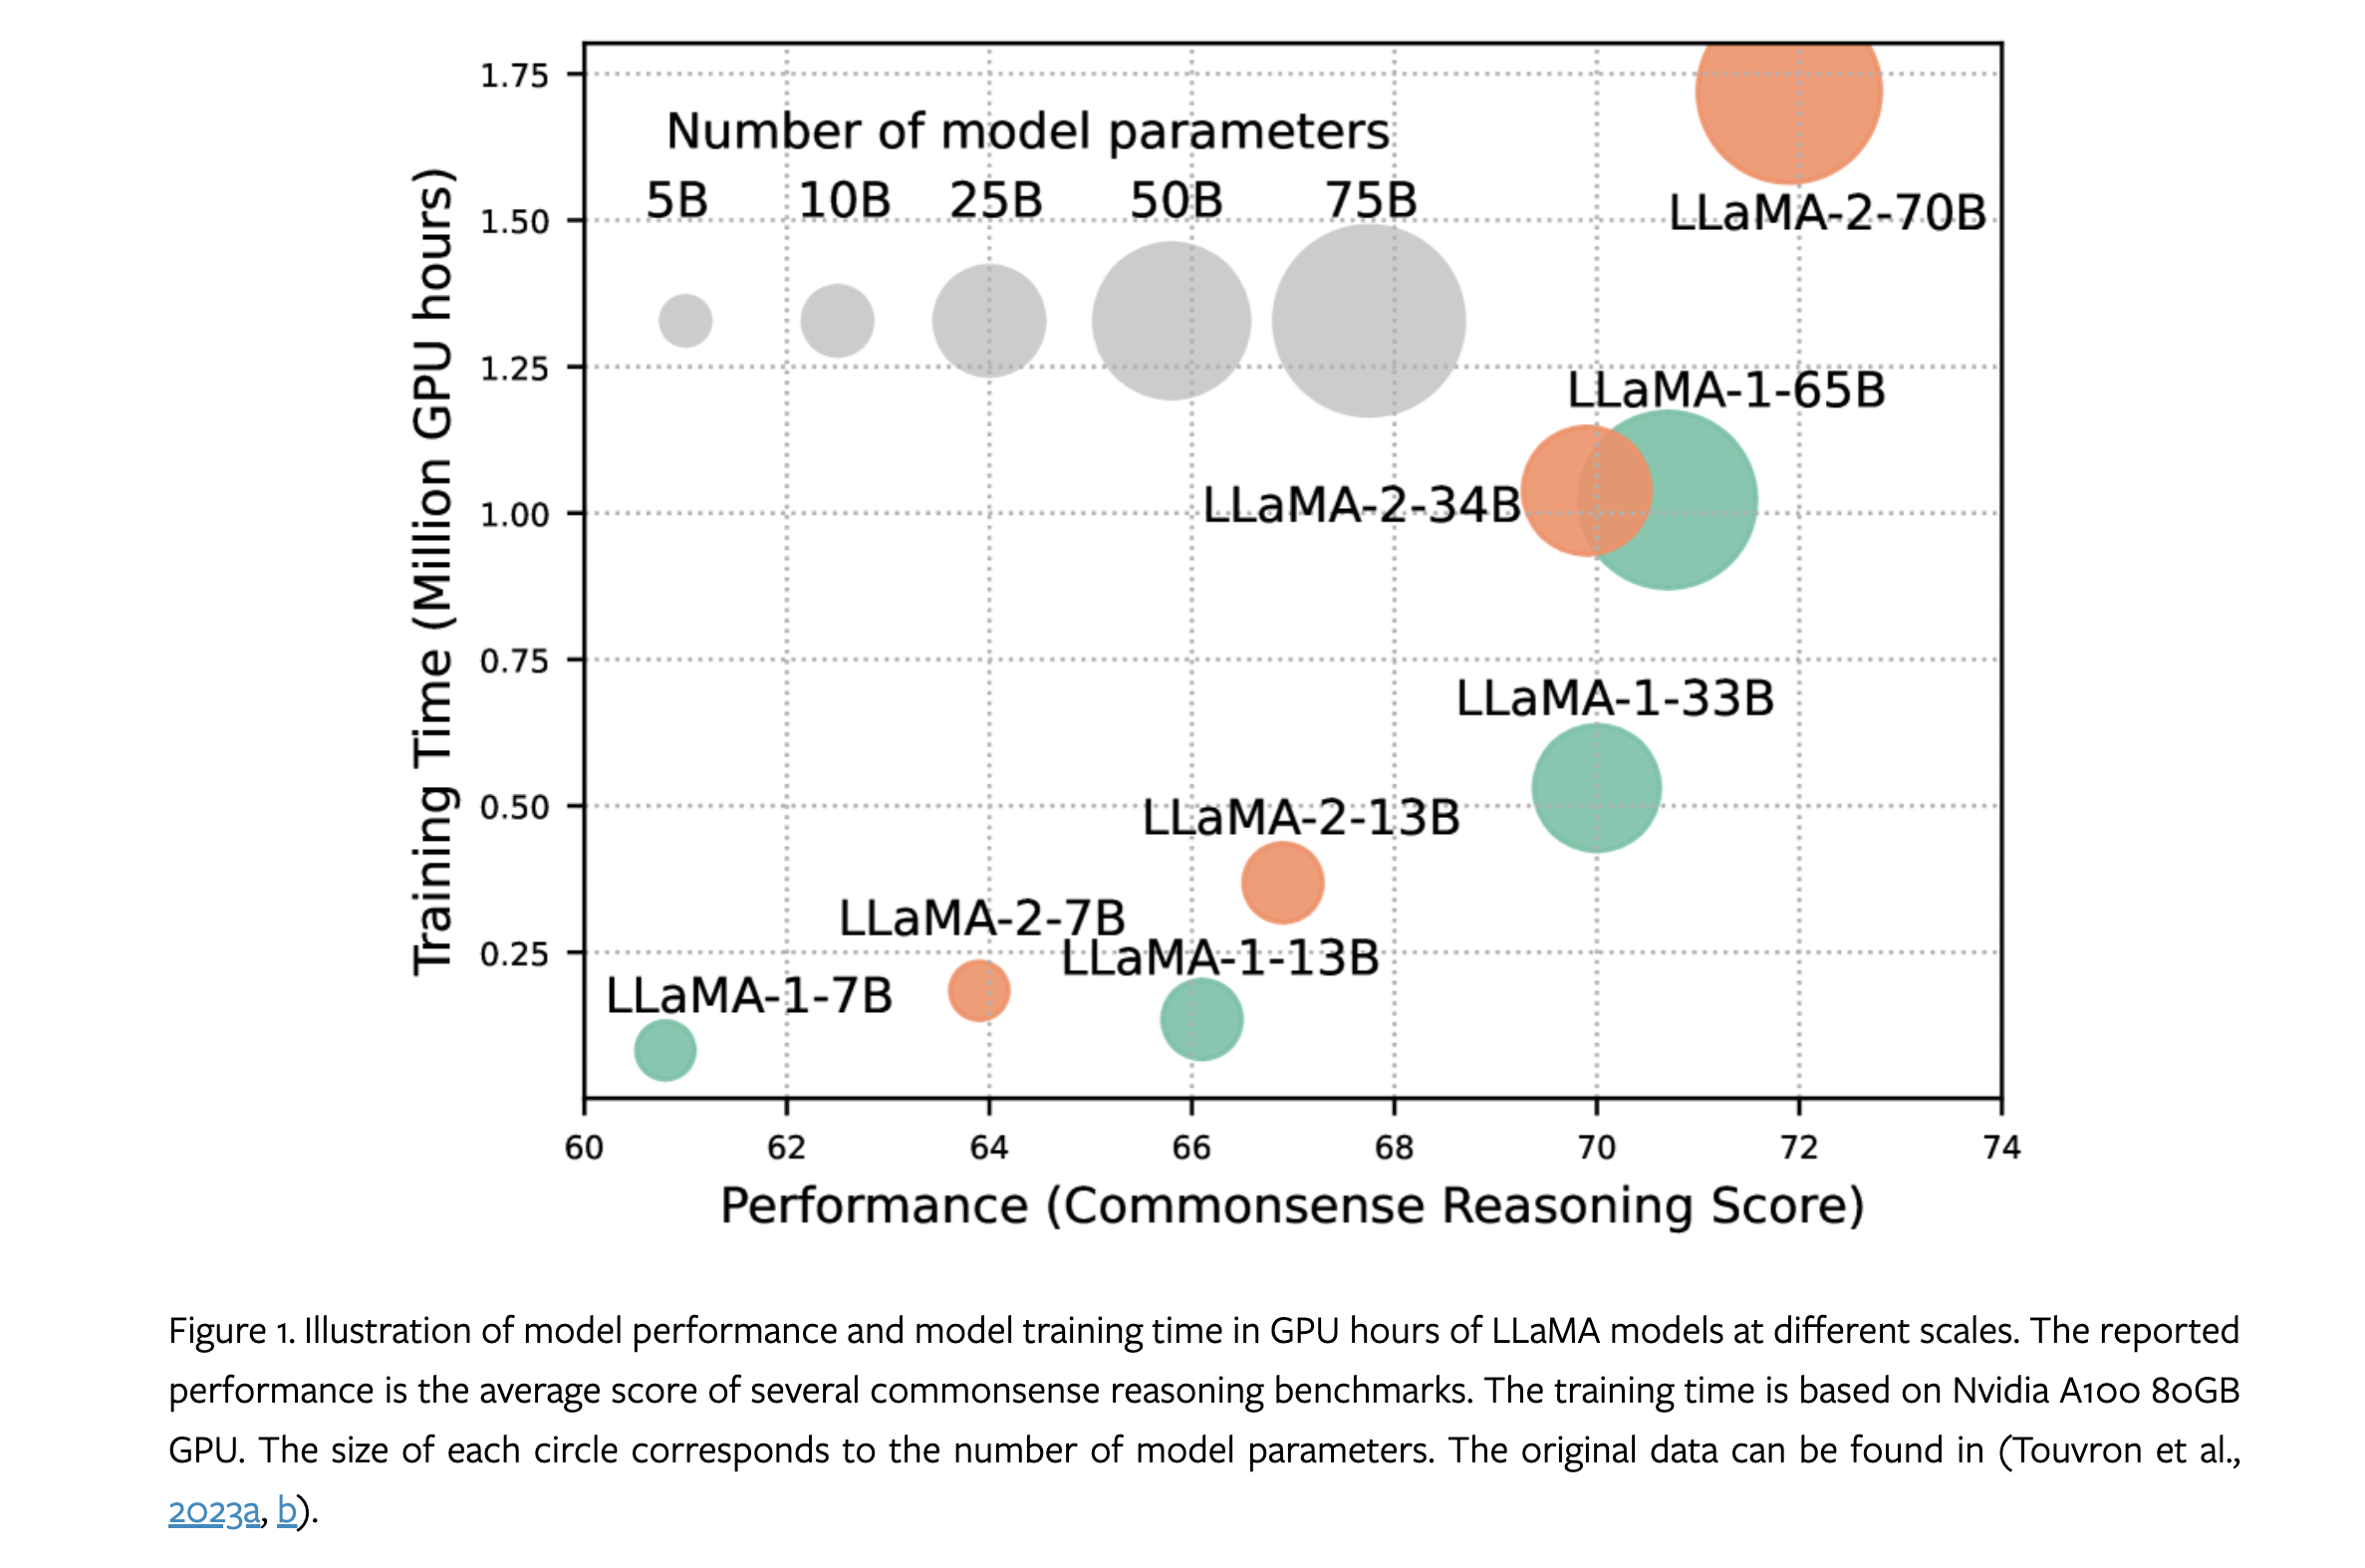 1.75
Number of model parameters
5B 10B 25B 50B 75B
1.50
LLaMA-2-70B
1.25
LLaMA-1-65B
LLaMA-2-34B
1.00
0.75
LLaMA-1-33B
0.50
LLaMA-2-13B
LLaMA-2-7B
0.25
LLaMA-1-13B
LLaMA-1-7B
Training Time (Million GPU hours)
60 62 64 66 68 70 72 74
Performance (Commonsense Reasoning Score)
Figure 1. Illustration of model performance and model training time in GPU hours of LLaMA models at different scales. The reported
performance is the average score of several commonsense reasoning benchmarks. The training time is based on Nvidia A100 80GB
GPU. The size of each circle corresponds to the number of model parameters. The original data can be found in (Touvron et al.,
2023a, b).